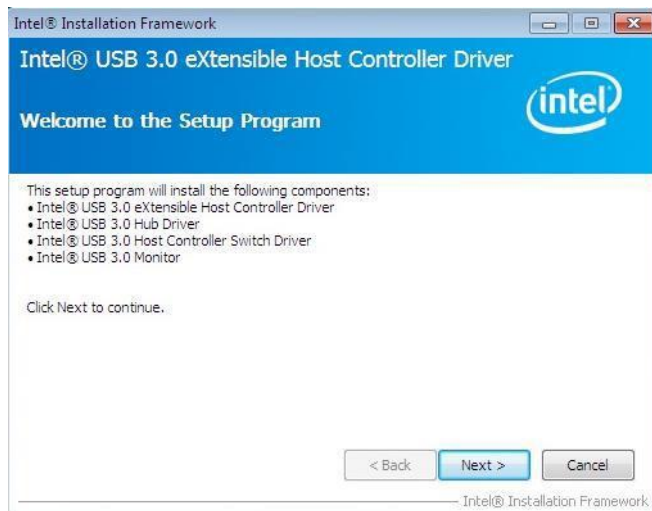 Intel® Installation Framework
Intel® USB 3.0 eXtensible Host Controller Driver
intel
Welcome to the Setup Program
This setup program will install the following components:
• Intel® USB 3.0 eXtensible Host Controller Driver
• Intel® USB 3.0 Hub Driver
• Intel® USB 3.0 Host Controller Switch Driver
• Intel® USB 3.0 Monitor
Click Next to continue.
< Back Next > Cancel
Intel® Installation Framework